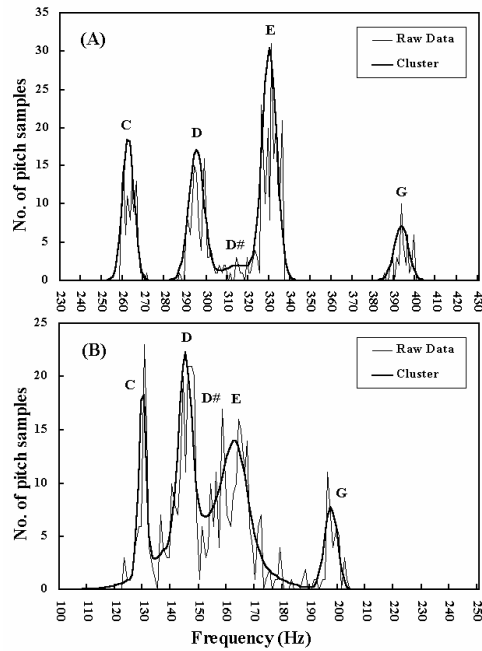 35
30
25
20
15
10
5
0
No. of pitch samples
(A)
C
D
D#
E
G
Raw Data
Cluster
230 240 250 260 270 280 290 300 310 320 330 340 350 360 370 380 390 400 410 420 430
25
20
15
10
5
0
No. of pitch samples
(B)
C
D
D#
E
G
Raw Data
Cluster
100 110 120 130 140 150 160 170 180 190 200 210 220 230 240 250
Frequency (Hz)